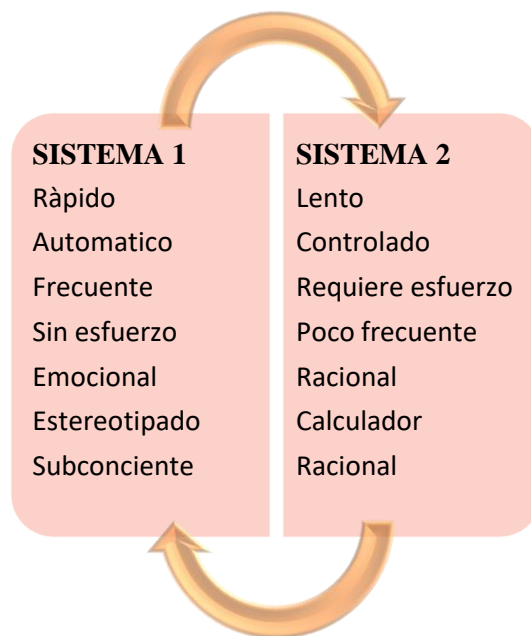 SISTEMA 1
Ràpido
Automatico
Frecuente
Sin esfuerzo
Emocional
Estereotipado
Subconciente
SISTEMA 2
Lento
Controlado
Requiere esfuerzo
Poco frecuente
Racional
Calculador
Racional